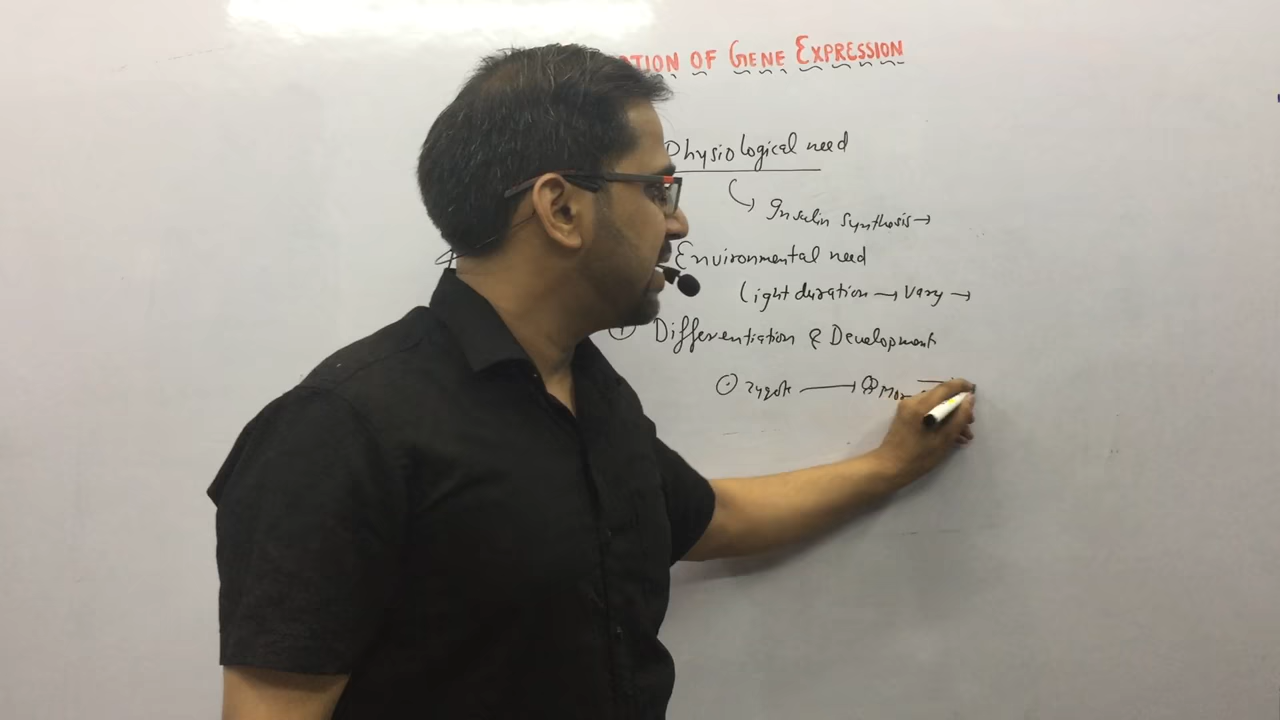 TION OF GENE EXPRESSION
Physiological need
Insulin synthesis →
Environmental need
Light duration → Vary →
Differentiation & Development
Zygote → Mor